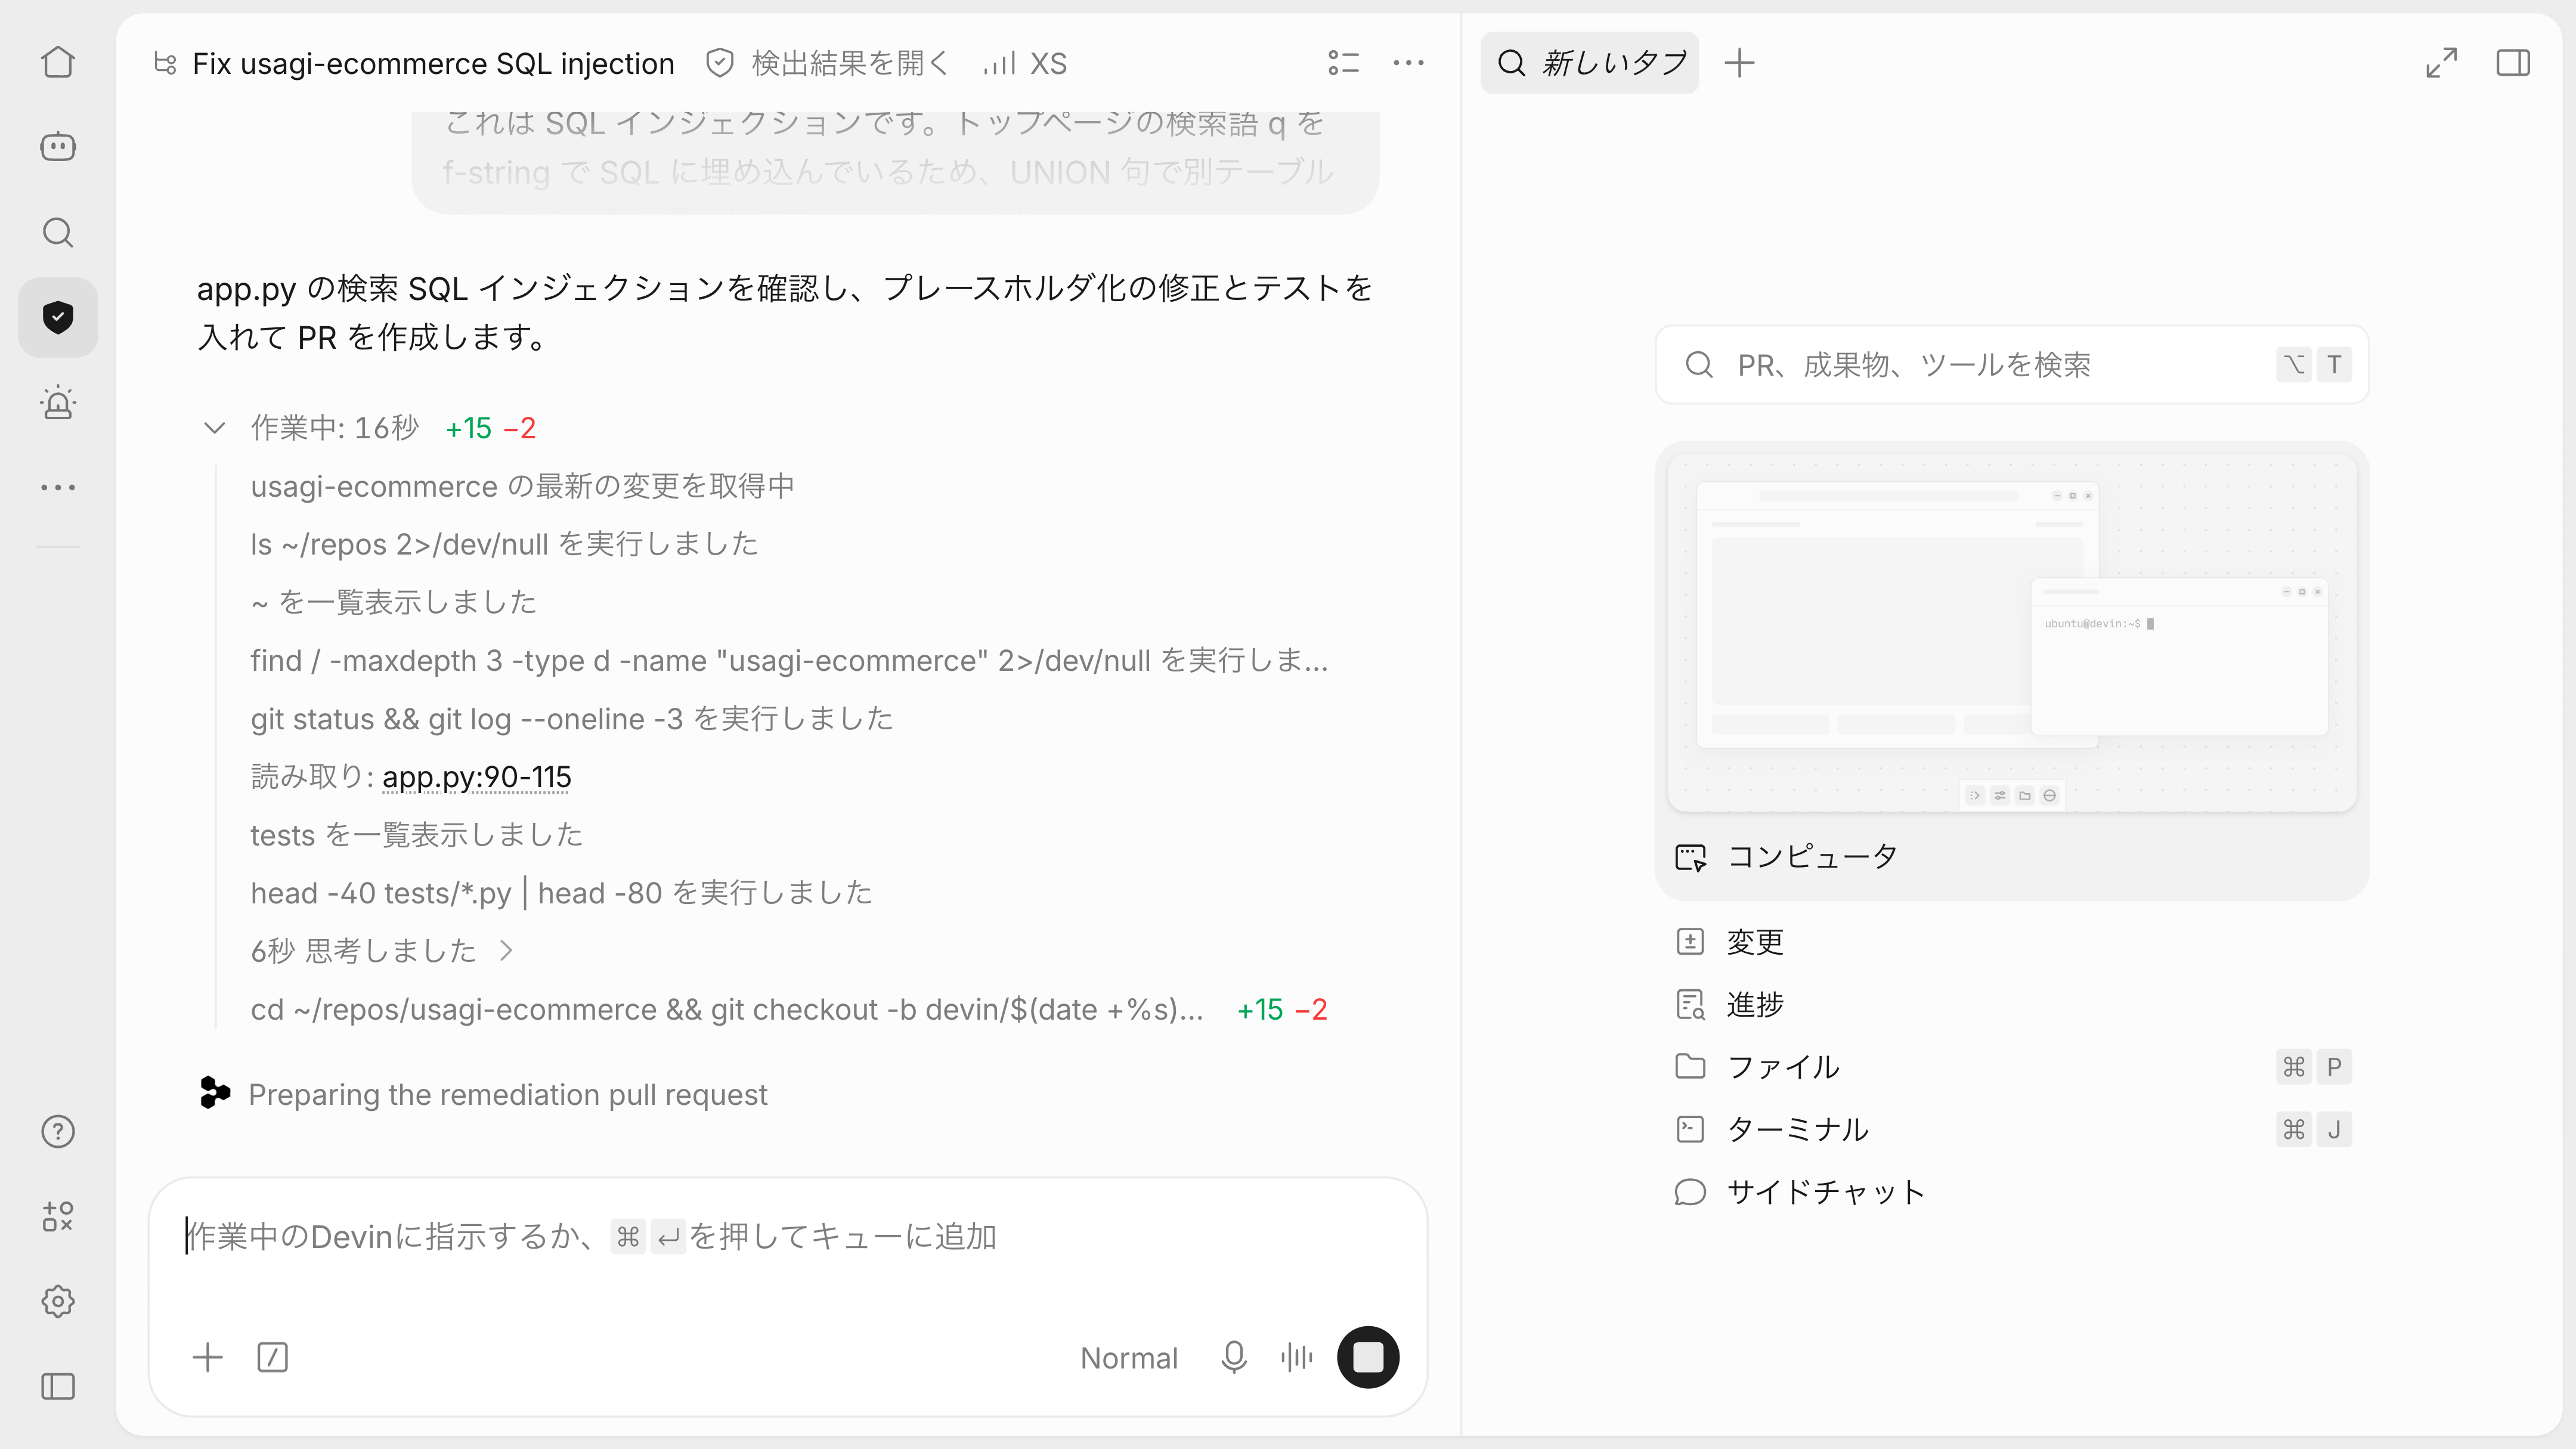 Fix usagi-ecommerce SQL injection
検出結果を開く
XS
これは SQL インジェクションです。トップページの検索語 q を
f-string で SQL に埋め込んでいるため、UNION 句で別テーブル
app.py の検索 SQL インジェクションを確認し、プレースホルダ化の修正とテストを
入れて PR を作成します。
作業中: 16秒 +15 −2
usagi-ecommerce の最新の変更を取得中
ls ~/repos 2>/dev/null を実行しました
~ を一覧表示しました
find / -maxdepth 3 -type d -name "usagi-ecommerce" 2>/dev/null を実行しま...
git status && git log --oneline -3 を実行しました
読み取り: app.py:90-115
tests を一覧表示しました
head -40 tests/*.py | head -80 を実行しました
6秒 思考しました
cd ~/repos/usagi-ecommerce && git checkout -b devin/$(date +%s)... +15 −2
Preparing the remediation pull request
作業中のDevinに指示するか、⌘ ↵ を押してキューに追加
Normal
新しいタブ
PR、成果物、ツールを検索 ⌥ T
ubuntu@devin:~$
コンピュータ
変更
進捗
ファイル ⌘ P
ターミナル ⌘ J
サイドチャット